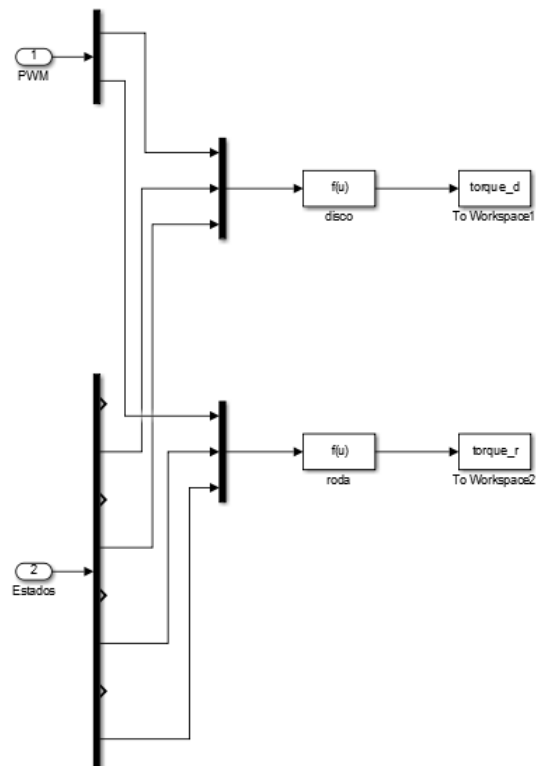 1
PWM
f(u)
disco
torque_d
To Workspace1
f(u)
roda
torque_r
To Workspace2
2
Estados